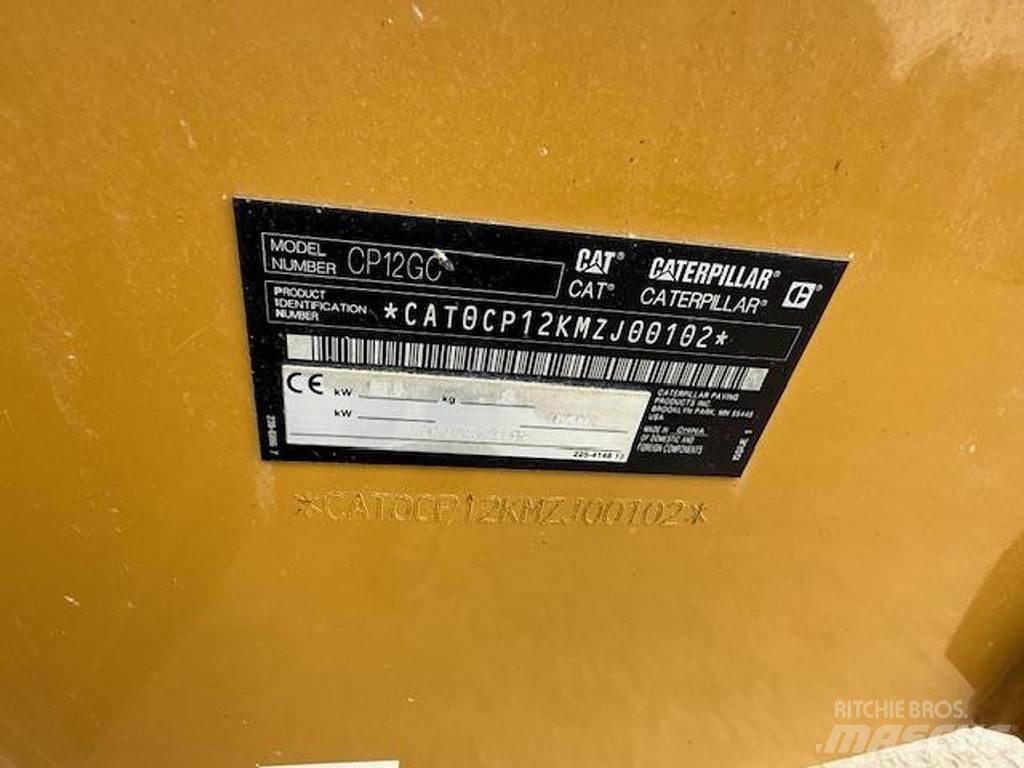 MODEL NUMBER CP12GC
CAT® CATERPILLAR®
CAT® CATERPILLAR®
PRODUCT IDENTIFICATION NUMBER *CAT0CP12KMZJ00102*
CE kW kg
kW
225-4148 13
CATERPILLAR PAVING
PRODUCTS INC.
BROOKLYN PARK, MN 55445
USA
MADE IN CHINA
OF DOMESTIC AND
FOREIGN COMPONENTS
*CAT0CP12KMZJ00102*
RITCHIE BROS.
MASCUS